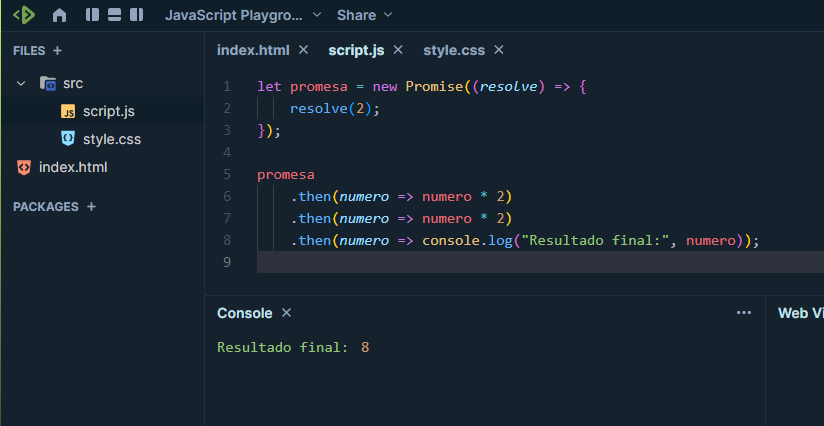 JavaScript Playgro...
Share
FILES +
src
script.js
style.css
index.html
PACKAGES +
index.html
script.js
style.css
1 let promesa = new Promise((resolve) => {
2 resolve(2);
3 });
4
5 promesa
6 .then(numero => numero * 2)
7 .then(numero => numero * 2)
8 .then(numero => console.log("Resultado final:", numero));
9
Console
Web Vi
Resultado final: 8